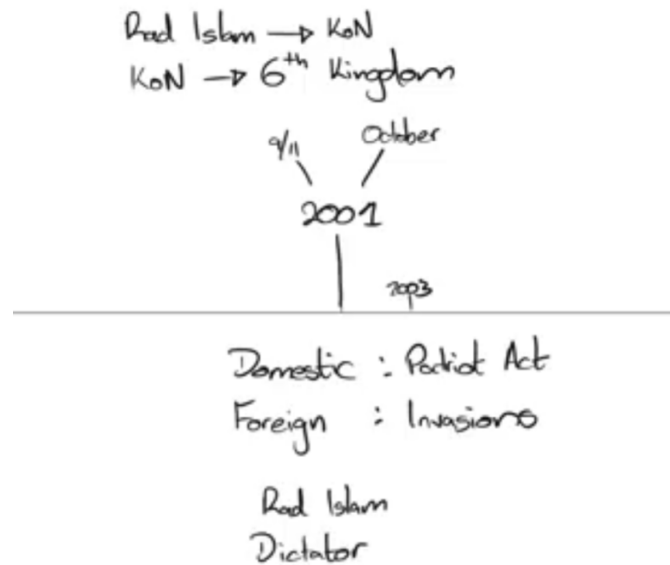 Rad Islam → KoN
KoN → 6th Kingdom
9/11 October
2001
2003
Domestic : Patriot Act
Foreign : Invasions
Rad Islam
Dictator